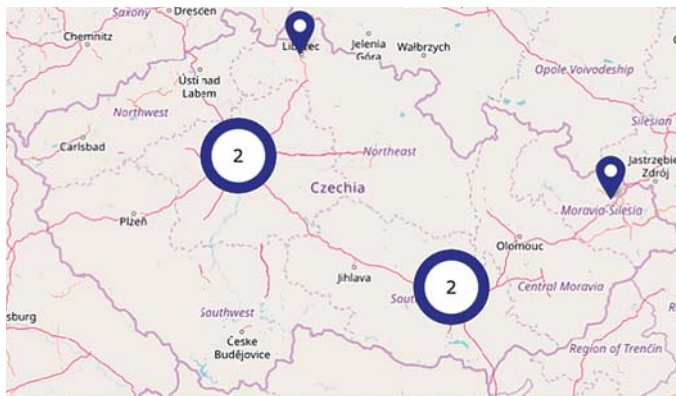 Saxony
Dresden
Chemnitz
Liberec
Jelenia
Góra
Wałbrzych
Opole Voivodeship
Ústí nad
Labem
Northwest
Silesian
Carlsbad
2
Northeast
Jastrzębie
Zdrój
Czechia
Moravia-Silesia
Plzeň
Olomouc
Jihlava
2
Central Moravia
sburg
Southwest
Sout
České
Budějovice
Region of Trenčín